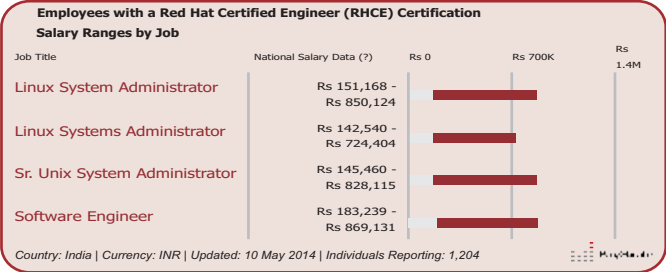 Employees with a Red Hat Certified Engineer (RHCE) Certification
Salary Ranges by Job
Job Title National Salary Data (?) Rs 0 Rs 700K Rs
1.4M
Linux System Administrator Rs 151,168 -
Rs 850,124
Linux Systems Administrator Rs 142,540 -
Rs 724,404
Sr. Unix System Administrator Rs 145,460 -
Rs 828,115
Software Engineer Rs 183,239 -
Rs 869,131
Country: India | Currency: INR | Updated: 10 May 2014 | Individuals Reporting: 1,204